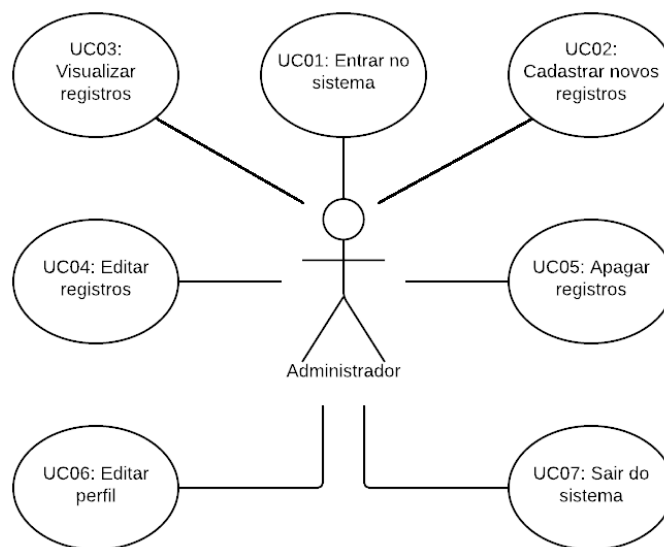 UC03:
Visualizar
registros
UC01: Entrar no
sistema
UC02:
Cadastrar novos
registros
UC04: Editar
registros
UC05: Apagar
registros
Administrador
UC06: Editar
perfil
UC07: Sair do
sistema